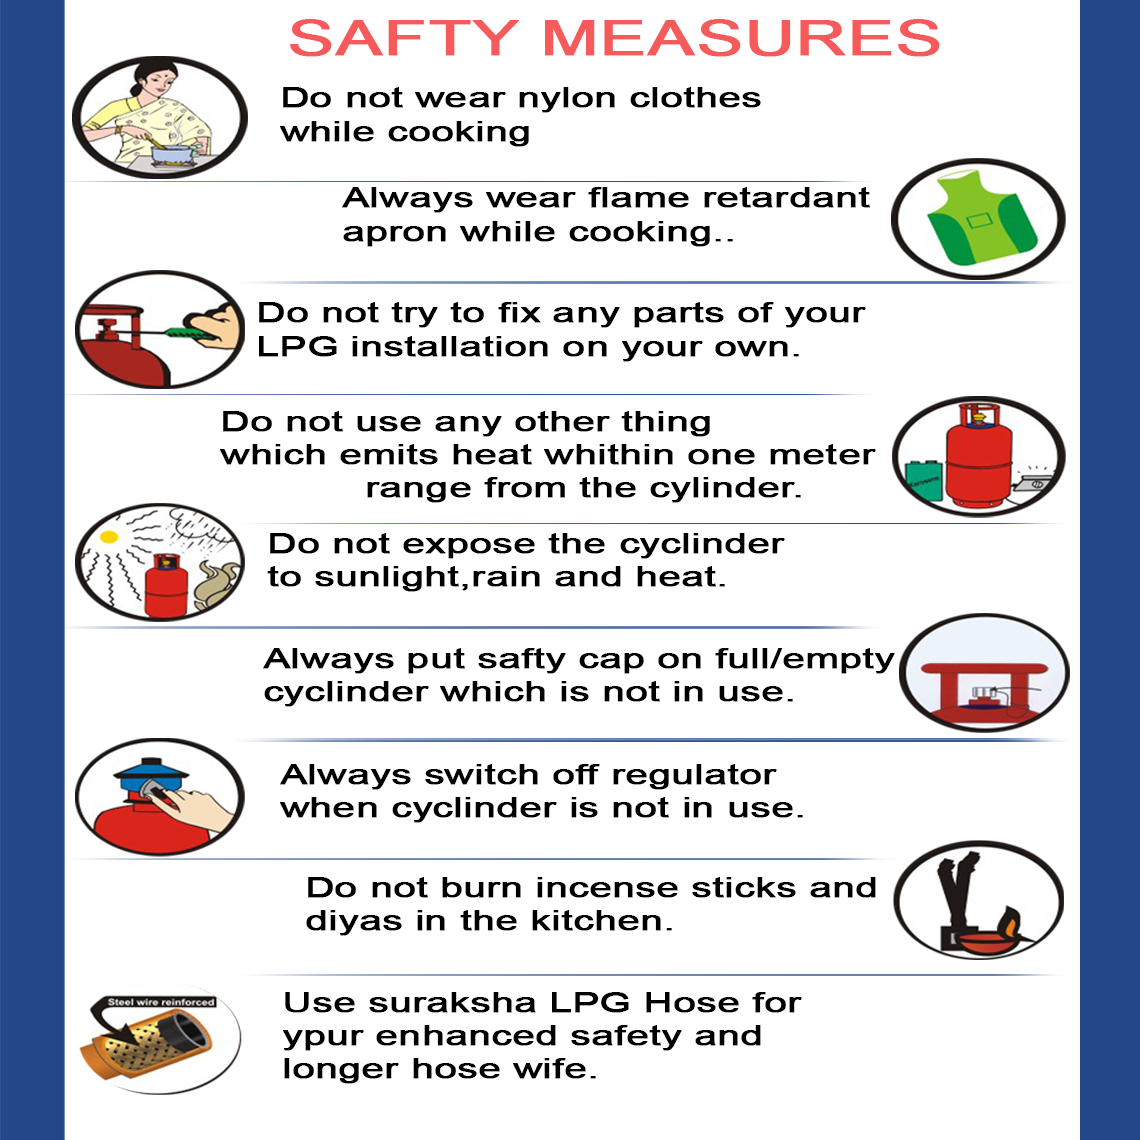 SAFTY MEASURES
Do not wear nylon clothes
while cooking
Always wear flame retardant
apron while cooking..
Do not try to fix any parts of your
LPG installation on your own.
Do not use any other thing
which emits heat whithin one meter
range from the cylinder.
Kerosene
Do not expose the cyclinder
to sunlight,rain and heat.
Always put safty cap on full/empty
cyclinder which is not in use.
Always switch off regulator
when cyclinder is not in use.
Do not burn incense sticks and
diyas in the kitchen.
Steel wire reinforced
Use suraksha LPG Hose for
ypur enhanced safety and
longer hose wife.